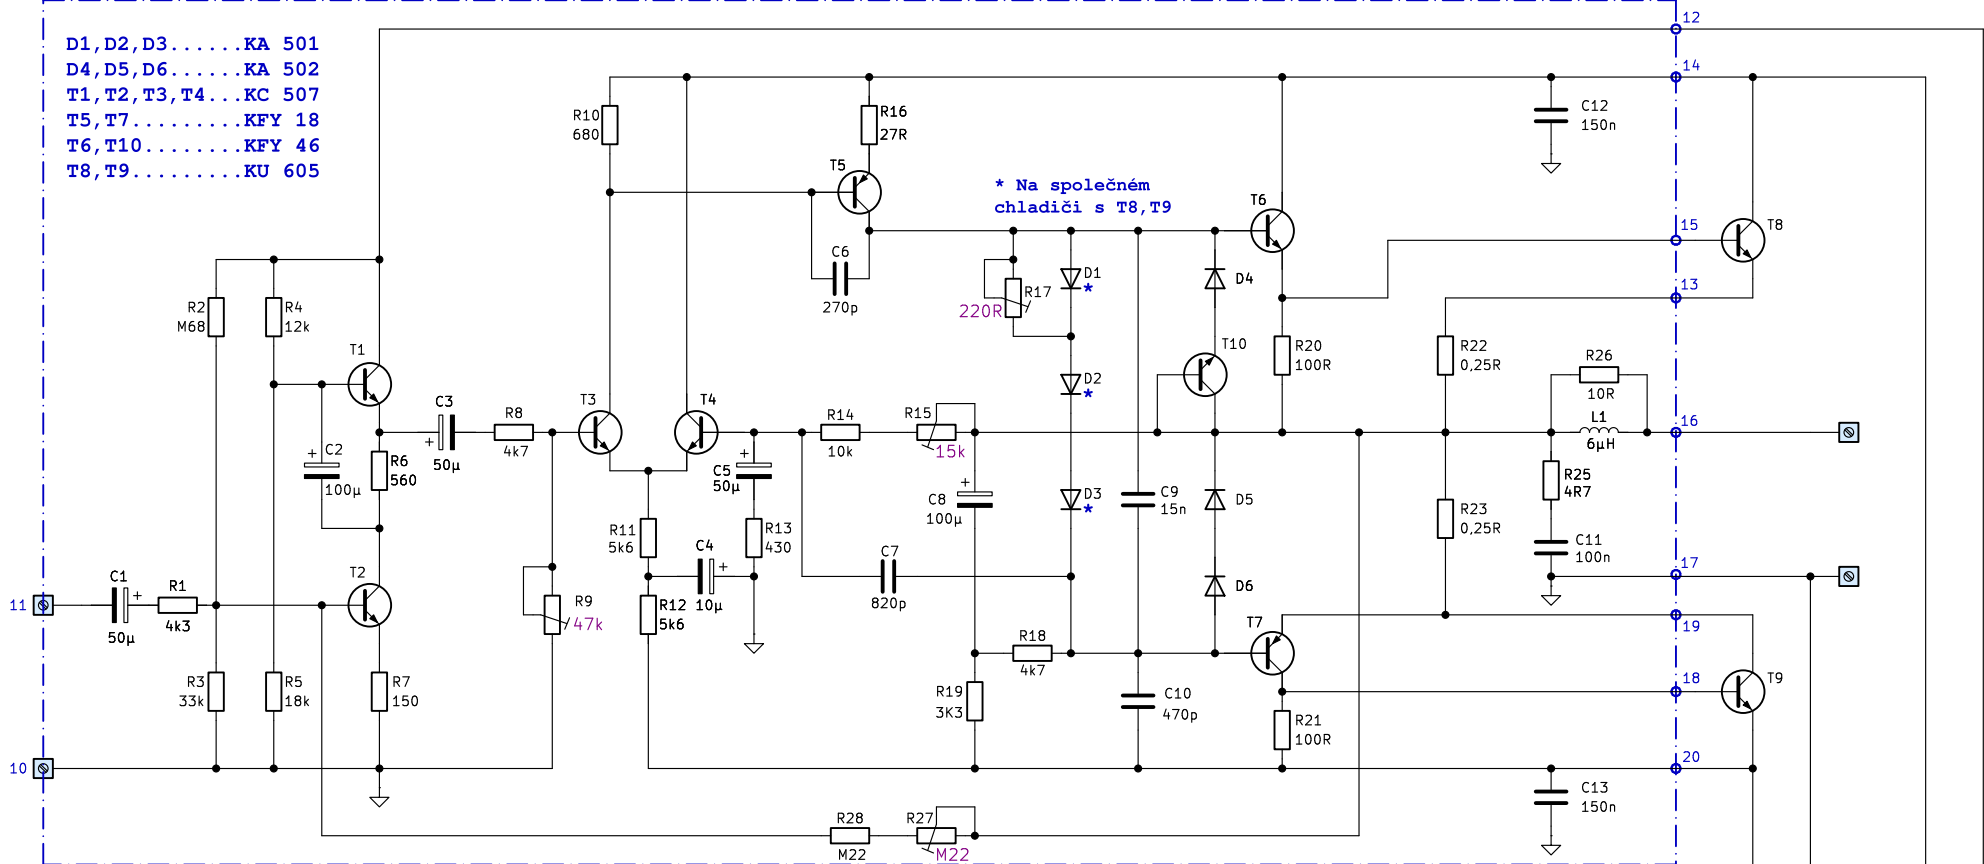 D1,D2,D3......KA 501
D4,D5,D6......KA 502
T1,T2,T3,T4...KC 507
T5,T7.........KFY 18
T6,T10........KFY 46
T8,T9.........KU 605
12
14
R10
680
R16
27R
C12
150n
T5
* Na společném
chladiči s T8,T9
T6
15
T8
C6
270p
D1
*
R17
220R
D4
13
R2
M68
R4
12k
T1
T10
R20
100R
R22
0,25R
R26
10R
D2
*
C3
+
50µ
R8
4k7
T3
T4
R14
10k
R15
15k
L1
6µH
16
+
C2
100µ
R6
560
+
C5
50µ
+
C8
100µ
D3
*
C9
15n
D5
R25
4R7
R23
0,25R
R11
5k6
R13
430
C4
+
10µ
C7
820p
C11
100n
17
T2
D6
11
C1
+
50µ
R1
4k3
R9
47k
R12
5k6
19
R18
4k7
T7
R3
33k
R5
18k
R7
150
R19
3K3
C10
470p
18
T9
R21
100R
10
20
C13
150n
R28
M22
R27
M22